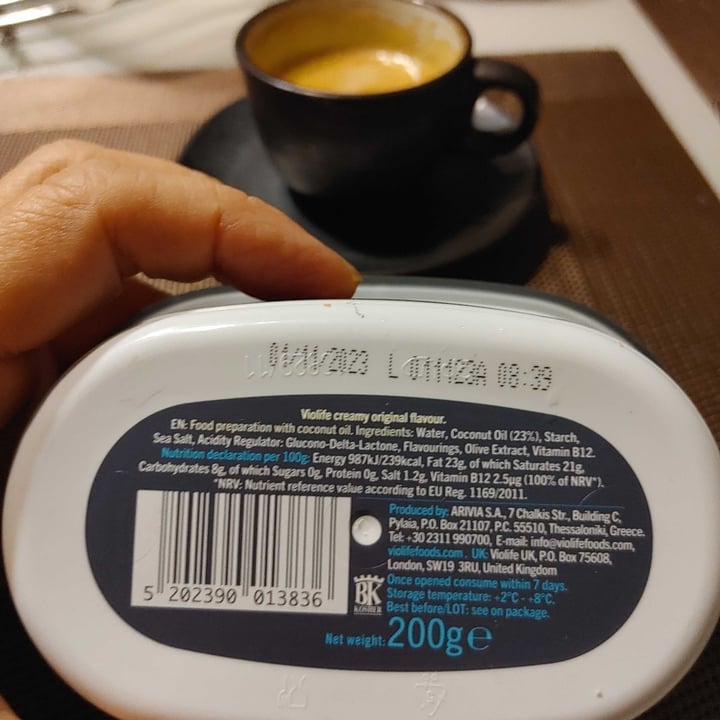 L 011123A 08:39
Violife creamy original flavour.
EN: Food preparation with coconut oil. Ingredients: Water, Coconut Oil (23%), Starch,
Sea Salt, Acidity Regulator: Glucono-Delta-Lactone, Flavourings, Olive Extract, Vitamin B12.
Nutrition declaration per 100g: Energy 987kJ/239kcal, Fat 23g, of which Saturates 21g,
Carbohydrates 8g, of which Sugars 0g, Protein 0g, Salt 1.2g, Vitamin B12 2.5µg (100% of NRV*).
*NRV: Nutrient reference value according to EU Reg. 1169/2011.
Produced by: ARIVIA S.A., 7 Chalkis Str., Building C,
Pylaia, P.O. Box 21107, P.C. 55510, Thessaloniki, Greece.
Tel: +30 2311 990700, E-mail: info@violifefoods.com,
violifefoods.com. UK: Violife UK, P.O. Box 75608,
London, SW19 3RU, United Kingdom
Once opened consume within 7 days.
Storage temperature: +2°C - +8°C.
Best before/LOT: see on package.
5 202390 013836
BK
KOSHER
Net weight: 200g e